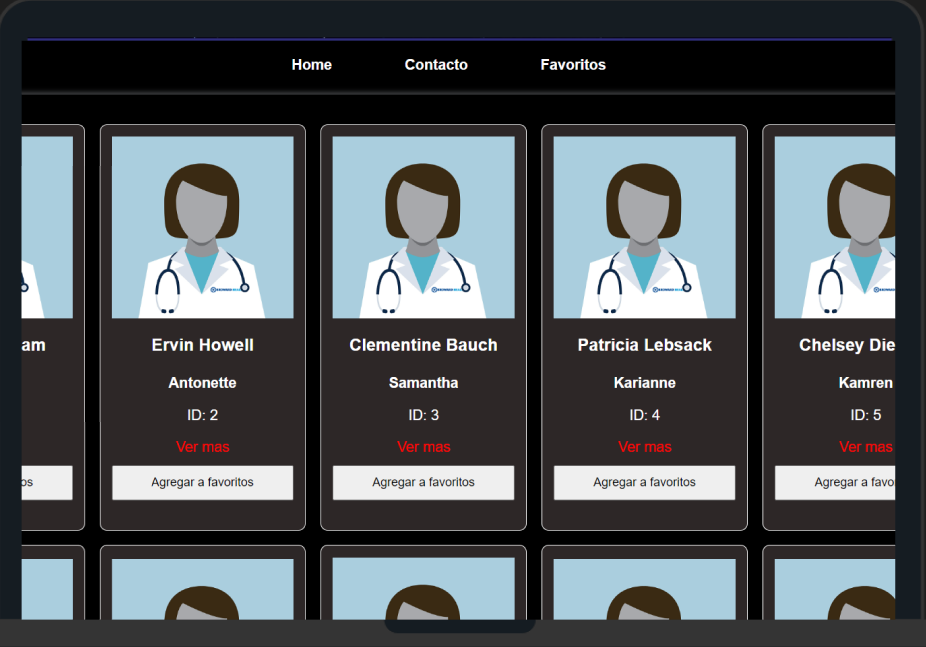 Home Contacto Favoritos
am Ervin Howell Clementine Bauch Patricia Lebsack Chelsey Die
Antonette Samantha Karianne Kamren
ID: 2 ID: 3 ID: 4 ID: 5
Ver mas Ver mas Ver mas Ver mas
os Agregar a favoritos Agregar a favoritos Agregar a favoritos Agregar a favo